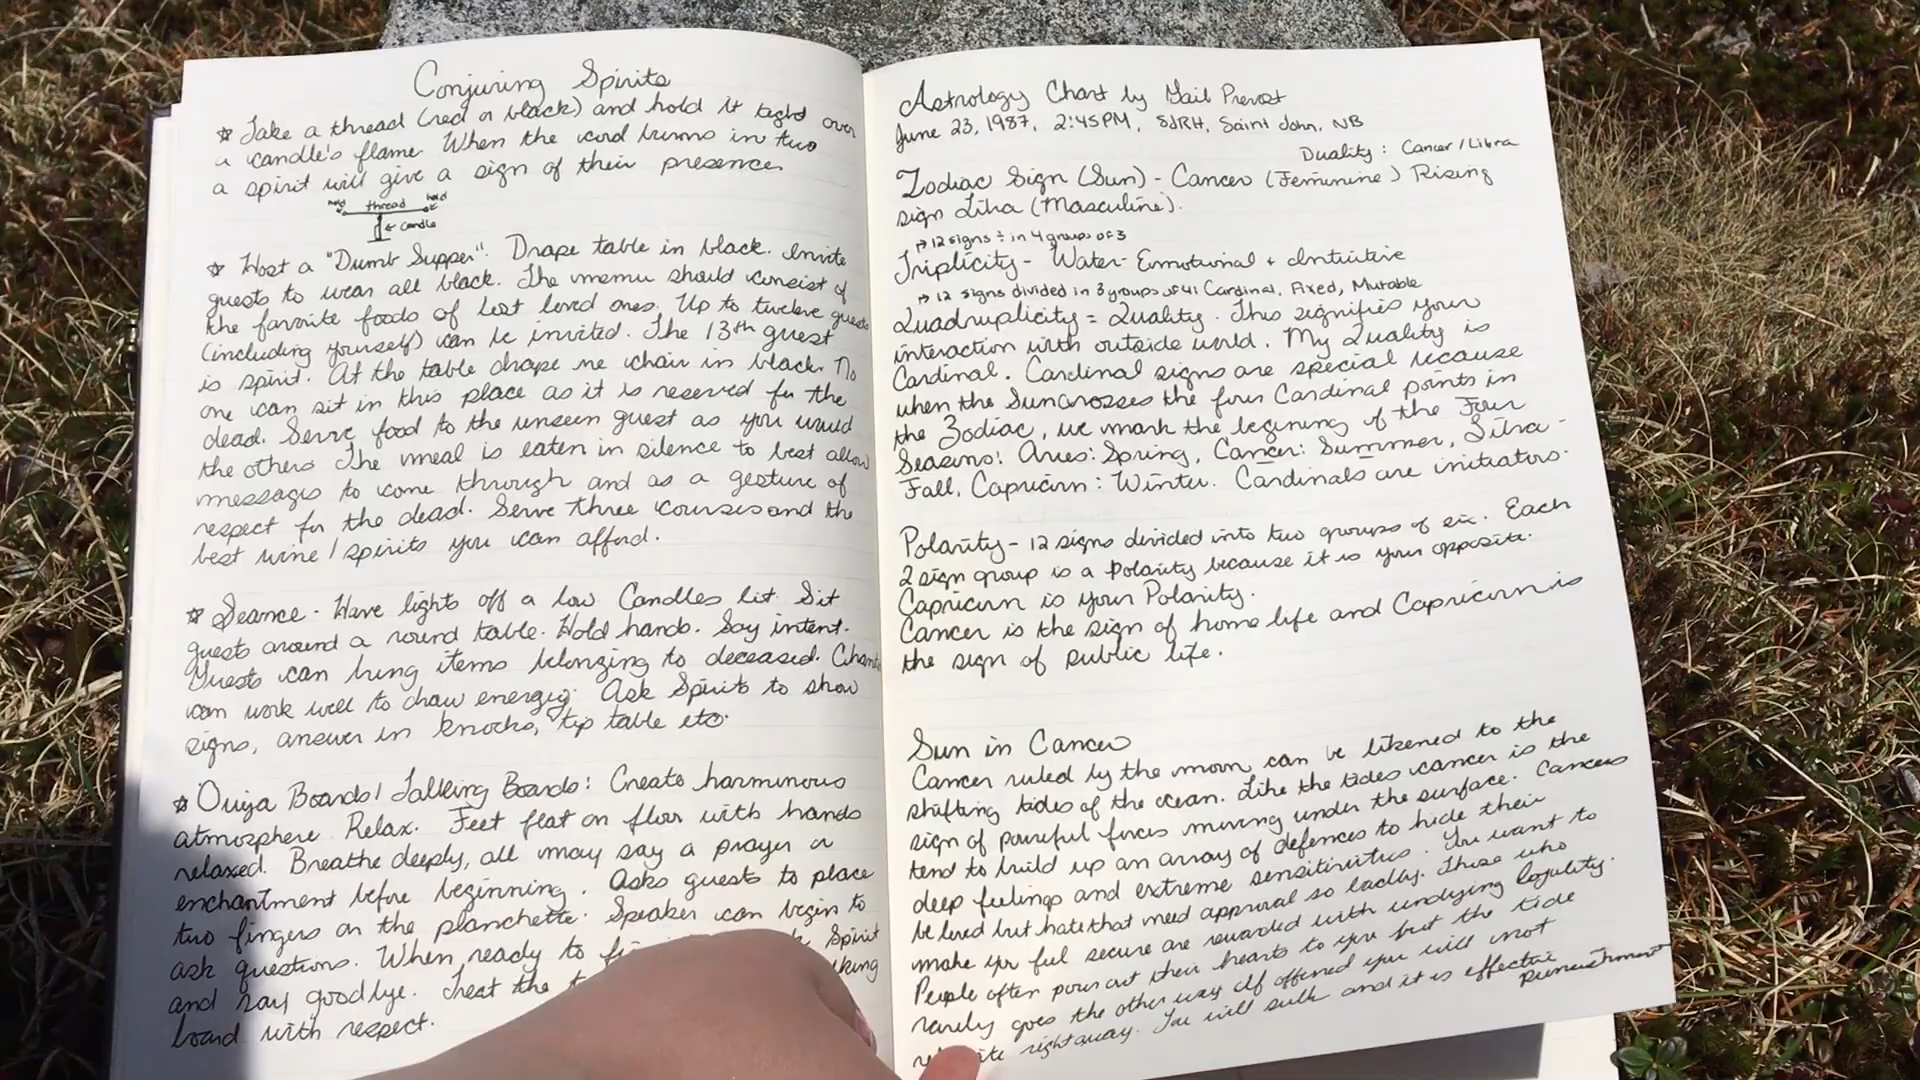 Conjuring Spirits
☆ Take a thread (red or black) and hold it tight over
a candle's flame. When the cord burns in two
a spirit will give a sign of their presence.
hold thread hold
← candle
☆ Host a "Dumb Supper". Drape table in black. Invite
guests to wear all black. The menu should consist of
the favorite foods of lost loved ones. Up to twelve guests
(including yourself) can be invited. The 13th guest
is spirit. At the table drape one chair in black. No
one can sit in this place as it is reserved for the
dead. Serve food to the unseen guest as you would
the others. The meal is eaten in silence to best allow
messages to come through and as a gesture of
respect for the dead. Serve three courses and the
best wine / spirits you can afford.
☆ Seance - Have lights off a low Candles lit. Sit
guests around a round table. Hold hands. Say intent.
Guests can bring items belonging to deceased. Chants
can work well to draw energy. Ask Spirits to show
signs, answer in knocks, tip table etc.
☆ Ouija Boards / Talking Boards: Create harminous
atmosphere. Relax. Feet flat on floor with hands
relaxed. Breathe deeply, all may say a prayer or
enchantment before beginning. Asks guests to place
two fingers on the planchette. Speaker can begin to
ask questions. When ready to Spirit
and say goodbye. Treat the
board with respect.
Astrology Chart by Gail Prevost
June 23, 1987, 2:45PM, SJRH, Saint John, NB
Duality: Cancer/Libra
Zodiac Sign (Sun) - Cancer (Feminine) Rising
sign Libra (Masculine).
↳ 12 signs ÷ in 4 groups of 3
Triplicity - Water - Emotional + Intuitive
↳ 12 signs divided in 3 groups of 4: Cardinal, Fixed, Mutable
Quadruplicity = Quality. This signifies your
interaction with outside world. My Quality is
Cardinal. Cardinal signs are special because
when the Sun crosses the four Cardinal points in
the Zodiac, we mark the begining of the Four
Seasons: Aries: Spring, Cancer: Summer, Libra -
Fall, Capricorn: Winter. Cardinals are initiators.
Polarity - 12 signs divided into two groups of six. Each
2 sign group is a Polarity because it is your opposite.
Capricorn is your Polarity.
Cancer is the sign of home life and Capricorn is
the sign of public life.
Sun in Cancer
Cancer ruled by the moon can be likened to the
shifting tides of the ocean. Like the tides cancer is the
sign of powerful forces moving under the surface. Cancers
tend to build up an array of defences to hide their
deep feelings and extreme sensitivities. You want to
be loved but hate that need approval so badly. Those who
make you feel secure are rewarded with undying loyality.
People often pour out their hearts to you but the tide
rarely goes the other way. If offened you will not
right away. You will sulk and it is effective